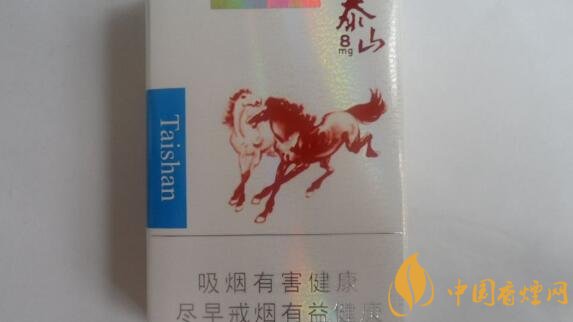 泰山
8
mg
Taishan
吸烟有害健康
尽早戒烟有益健康
中国香烟网